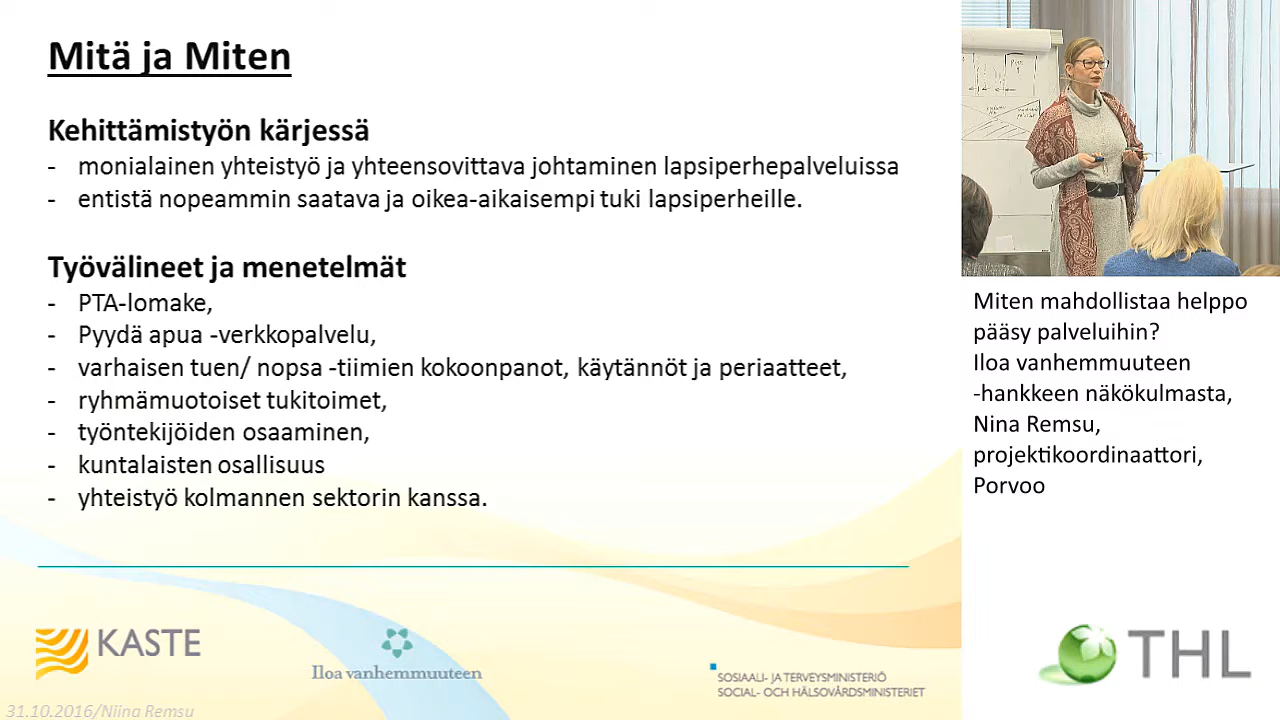 Mitä ja Miten
Kehittämistyön kärjessä
- monialainen yhteistyö ja yhteensovittava johtaminen lapsiperhepalveluissa
- entistä nopeammin saatava ja oikea-aikaisempi tuki lapsiperheille.
Työvälineet ja menetelmät
- PTA-lomake,
- Pyydä apua -verkkopalvelu,
- varhaisen tuen/ nopsa -tiimien kokoonpanot, käytännöt ja periaatteet,
- ryhmämuotoiset tukitoimet,
- työntekijöiden osaaminen,
- kuntalaisten osallisuus
- yhteistyö kolmannen sektorin kanssa.
KASTE
Iloa vanhemmuuteen
SOSIAALI- JA TERVEYSMINISTERIÖ
SOCIAL- OCH HÄLSOVÅRDSMINISTERIET
31.10.2016/Niina Remsu
Miten mahdollistaa helppo
pääsy palveluihin?
Iloa vanhemmuuteen
-hankkeen näkökulmasta,
Nina Remsu,
projektikoordinaattori,
Porvoo
THL